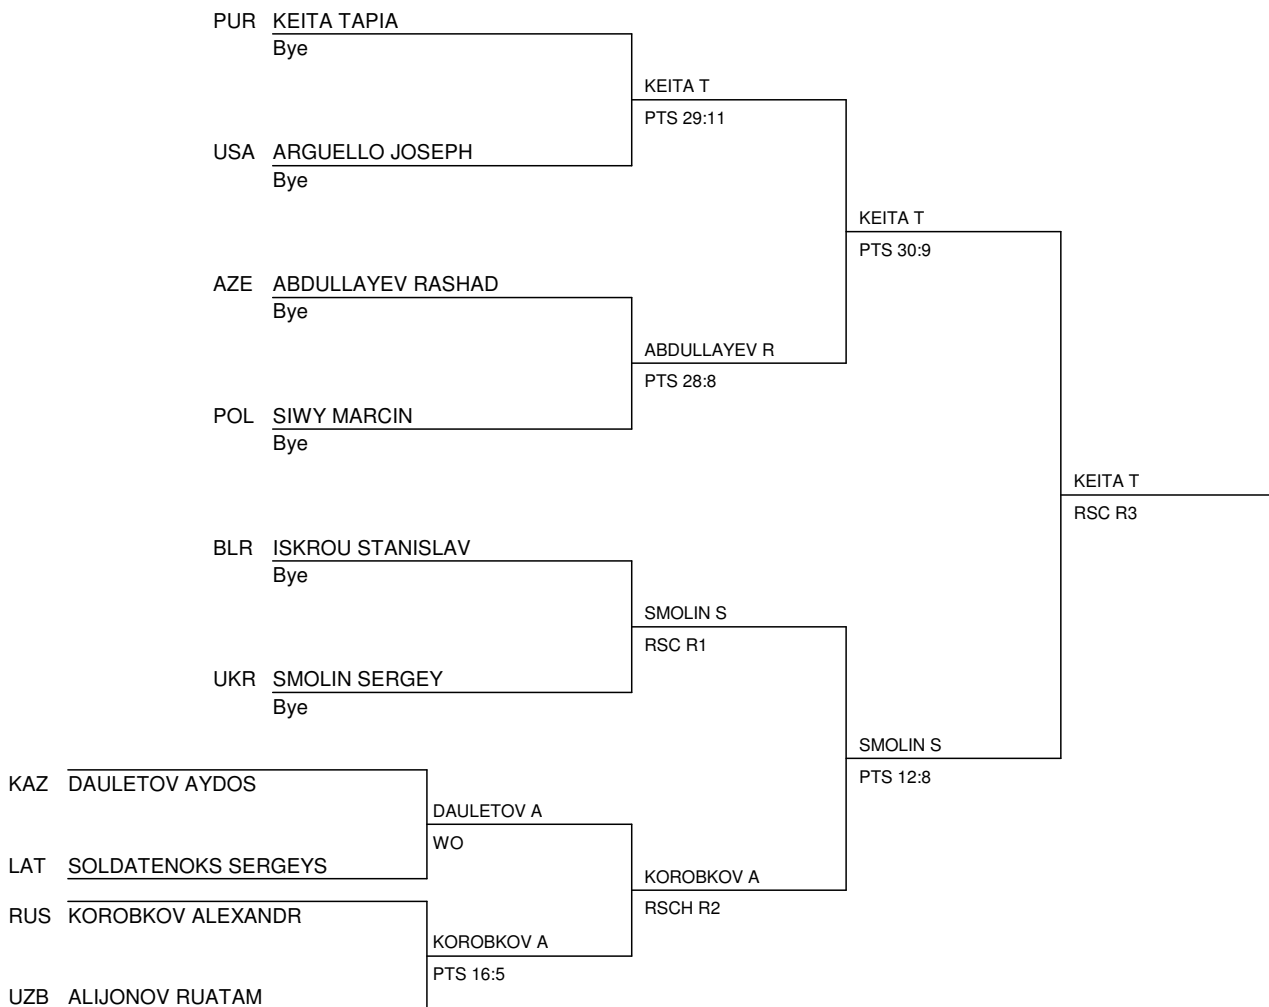 PUR KEITA TAPIA
Bye
KEITA T
PTS 29:11
USA ARGUELLO JOSEPH
Bye
KEITA T
PTS 30:9
AZE ABDULLAYEV RASHAD
Bye
ABDULLAYEV R
PTS 28:8
POL SIWY MARCIN
Bye
KEITA T
RSC R3
BLR ISKROU STANISLAV
Bye
SMOLIN S
RSC R1
UKR SMOLIN SERGEY
Bye
SMOLIN S
PTS 12:8
KAZ DAULETOV AYDOS
DAULETOV A
WO
LAT SOLDATENOKS SERGEYS
KOROBKOV A
RSCH R2
RUS KOROBKOV ALEXANDR
KOROBKOV A
PTS 16:5
UZB ALIJONOV RUATAM